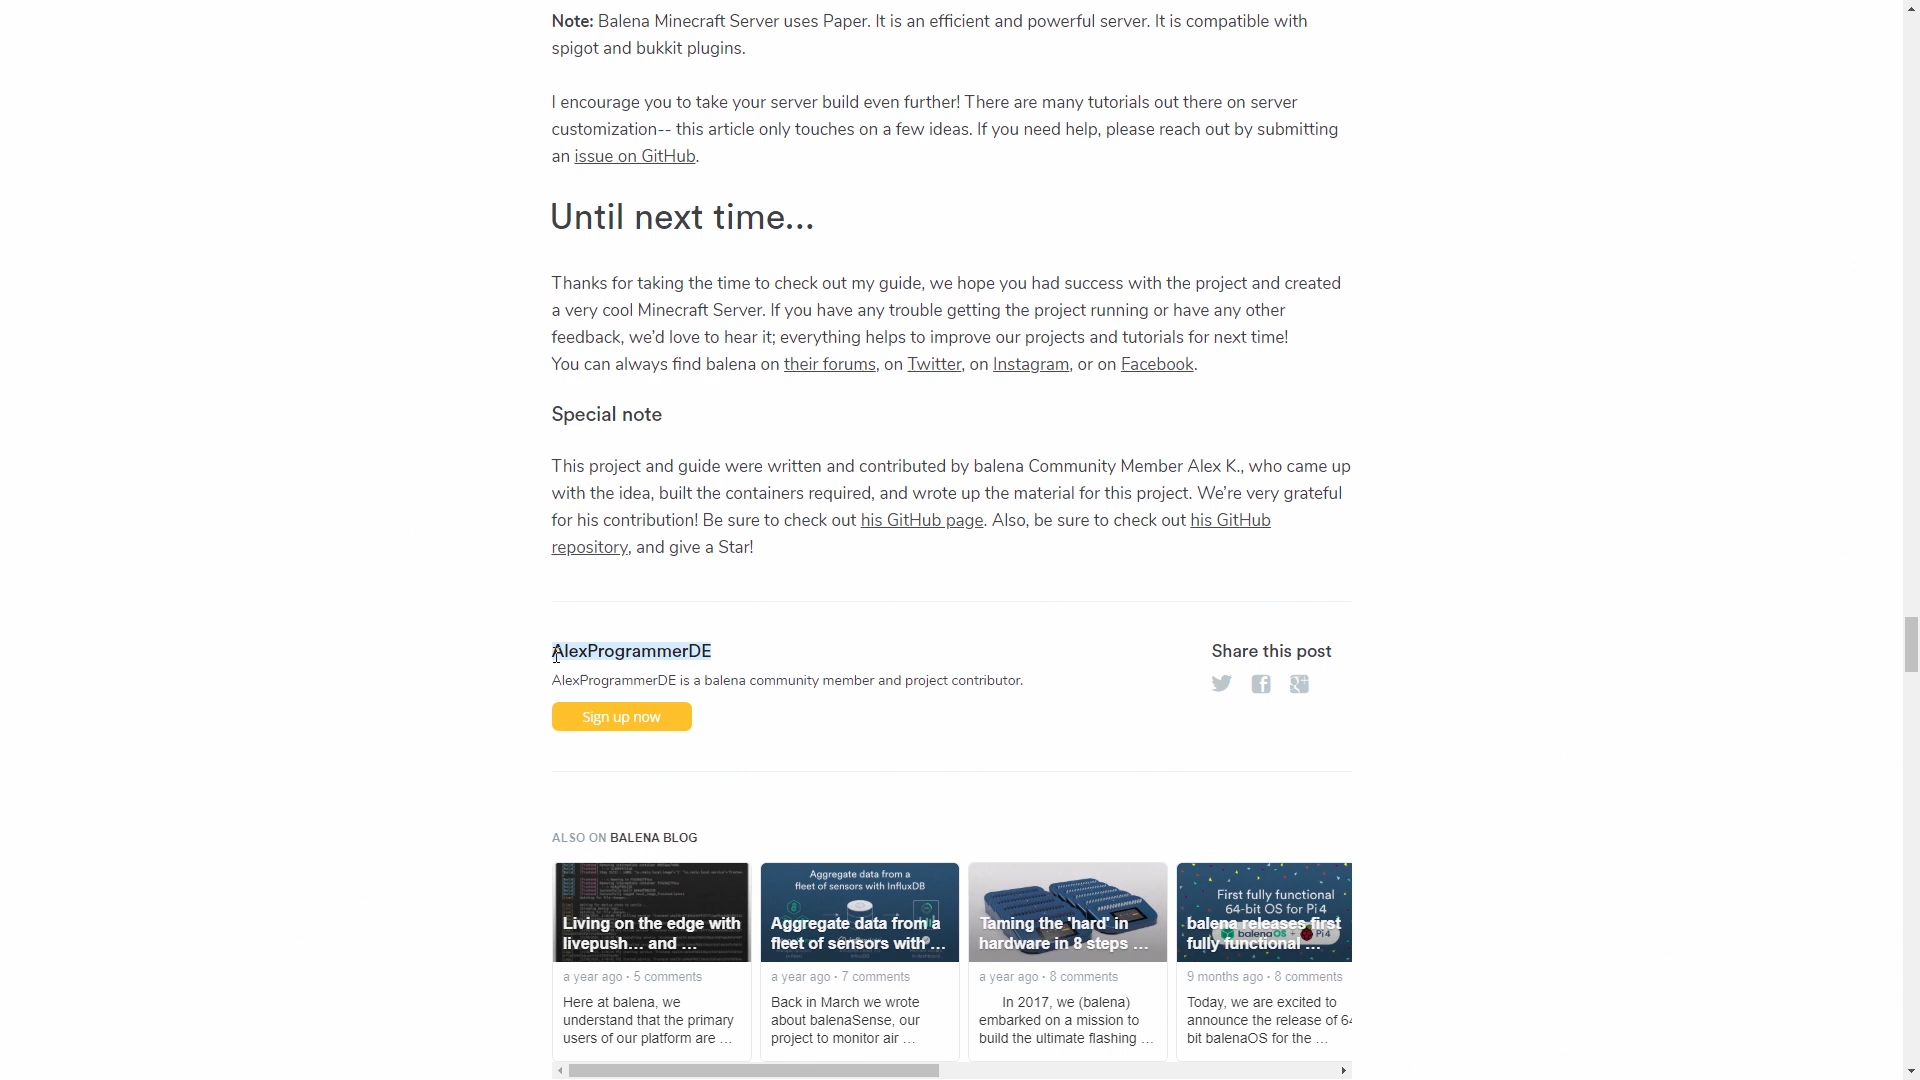 Note: Balena Minecraft Server uses Paper. It is an efficient and powerful server. It is compatible with
spigot and bukkit plugins.
I encourage you to take your server build even further! There are many tutorials out there on server
customization-- this article only touches on a few ideas. If you need help, please reach out by submitting
an issue on GitHub.
Until next time…
Thanks for taking the time to check out my guide, we hope you had success with the project and created
a very cool Minecraft Server. If you have any trouble getting the project running or have any other
feedback, we’d love to hear it; everything helps to improve our projects and tutorials for next time!
You can always find balena on their forums, on Twitter, on Instagram, or on Facebook.
Special note
This project and guide were written and contributed by balena Community Member Alex K., who came up
with the idea, built the containers required, and wrote up the material for this project. We’re very grateful
for his contribution! Be sure to check out his GitHub page. Also, be sure to check out his GitHub
repository, and give a Star!
AlexProgrammerDE
AlexProgrammerDE is a balena community member and project contributor.
Sign up now
Share this post
ALSO ON BALENA BLOG
Living on the edge with
livepush… and …
a year ago · 5 comments
Here at balena, we
understand that the primary
users of our platform are …
Aggregate data from a
fleet of sensors with InfluxDB
Aggregate data from a
fleet of sensors with …
a year ago · 7 comments
Back in March we wrote
about balenaSense, our
project to monitor air …
Taming the 'hard' in
hardware in 8 steps …
a year ago · 8 comments
In 2017, we (balena)
embarked on a mission to
build the ultimate flashing …
First fully functional
64-bit OS for Pi 4
balena releases first
fully functional …
balenaOS + Pi4
9 months ago · 8 comments
Today, we are excited to
announce the release of 64
bit balenaOS for the …